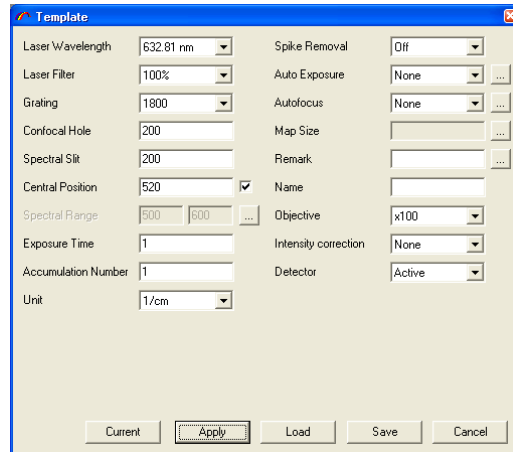 Template
Laser Wavelength 632.81 nm Spike Removal Off
Laser Filter 100% Auto Exposure None ...
Grating 1800 Autofocus None ...
Confocal Hole 200 Map Size ...
Spectral Slit 200 Remark ...
Central Position 520 Name
Spectral Range 500 600 ... Objective x100
Exposure Time 1 Intensity correction None
Accumulation Number 1 Detector Active
Unit 1/cm
Current Apply Load Save Cancel